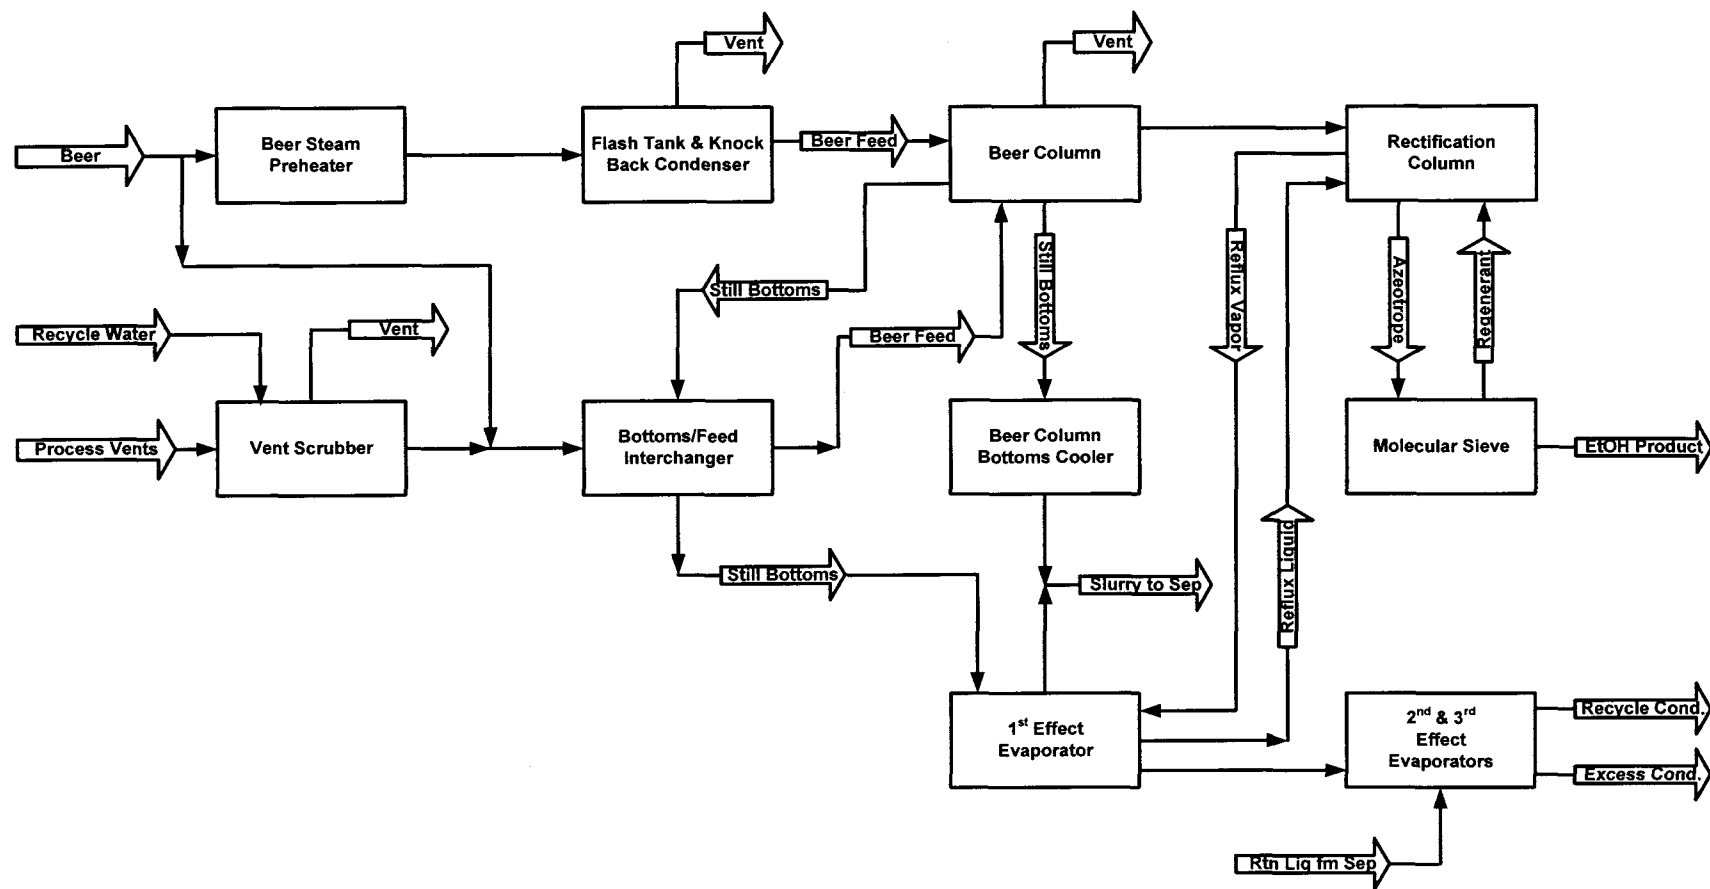 Vent
Vent
Beer
Beer Steam
Preheater
Flash Tank & Knock
Back Condenser
Beer Feed
Beer Column
Rectification
Column
Still Bottoms
Still Bottoms
Reflux Vapor
Azeotrope
Regenerant
Recycle Water
Vent
Beer Feed
Process Vents
Vent Scrubber
Bottoms/Feed
Interchanger
Beer Column
Bottoms Cooler
Molecular Sieve
EtOH Product
Still Bottoms
Slurry to Sep
Reflux Liquid
1st Effect
Evaporator
2nd & 3rd
Effect
Evaporators
Recycle Cond.
Excess Cond.
Rtn Liq fm Sep